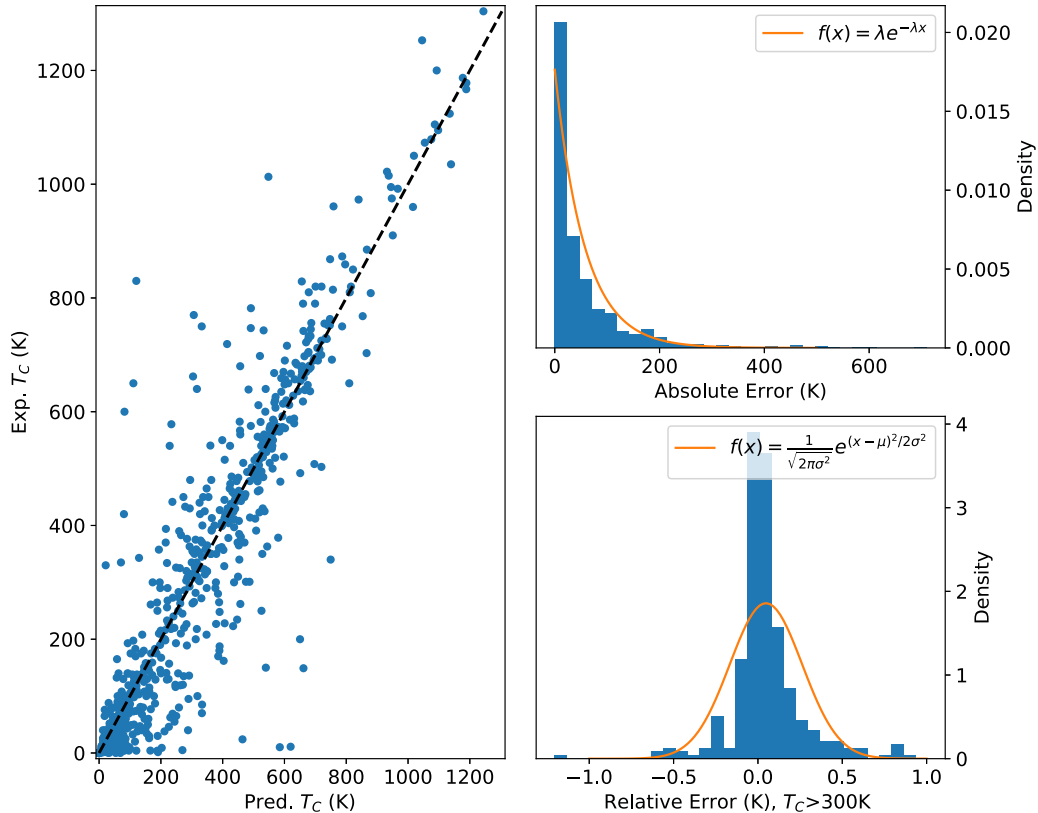 Exp. T_C (K)
1200
1000
800
600
400
200
0
0 200 400 600 800 1000 1200
Pred. T_C (K)
f(x) = λe^{-λx}
0.020
0.015
0.010
0.005
0.000
Density
0 200 400 600
Absolute Error (K)
f(x) = \frac{1}{\sqrt{2πσ^2}} e^{(x-μ)^2/2σ^2}
4
3
2
1
0
Density
-1.0 -0.5 0.0 0.5 1.0
Relative Error (K), T_C>300K